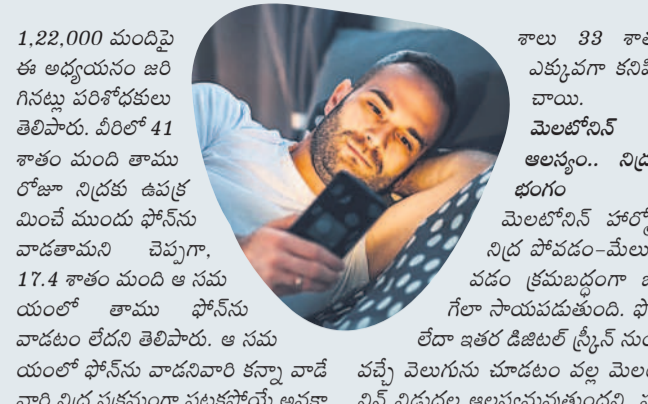 1,22,000 మందిపై
ఈ అధ్యయనం జరి
గినట్లు పరిశోధకులు
తెలిపారు. వీరిలో 41
శాతం మంది తాము
రోజూ నిద్రకు ఉపక్ర
మించే ముందు ఫోన్‌ను
వాడతామని చెప్పగా,
17.4 శాతం మంది ఆ సమ
యంలో తాము ఫోన్‌ను
వాడటం లేదని తెలిపారు. ఆ సమ
యంలో ఫోన్‌ను వాడనివారి కన్నా వాడే
శాలు 33
ఎక్కువగా
చాయి.
మెలటోనిన్
ఆలస్యం..
భంగం
మెలటోనిన్
నిద్ర పోవడం-
వడం క్రమబద్ధంగా
గేలా సాయపడుతుంది.
లేదా ఇతర డిజిటల్ స్క్రీన్
వచ్చే వెలుగును చూడటం వల్ల